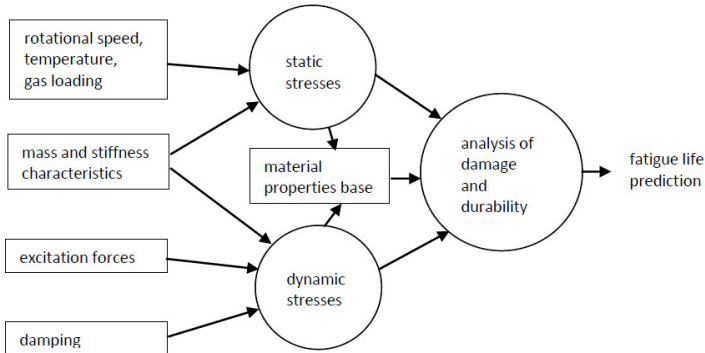 rotational speed,
temperature,
gas loading
mass and stiffness
characteristics
excitation forces
damping
static
stresses
material
properties base
dynamic
stresses
analysis of
damage
and
durability
fatigue life
prediction